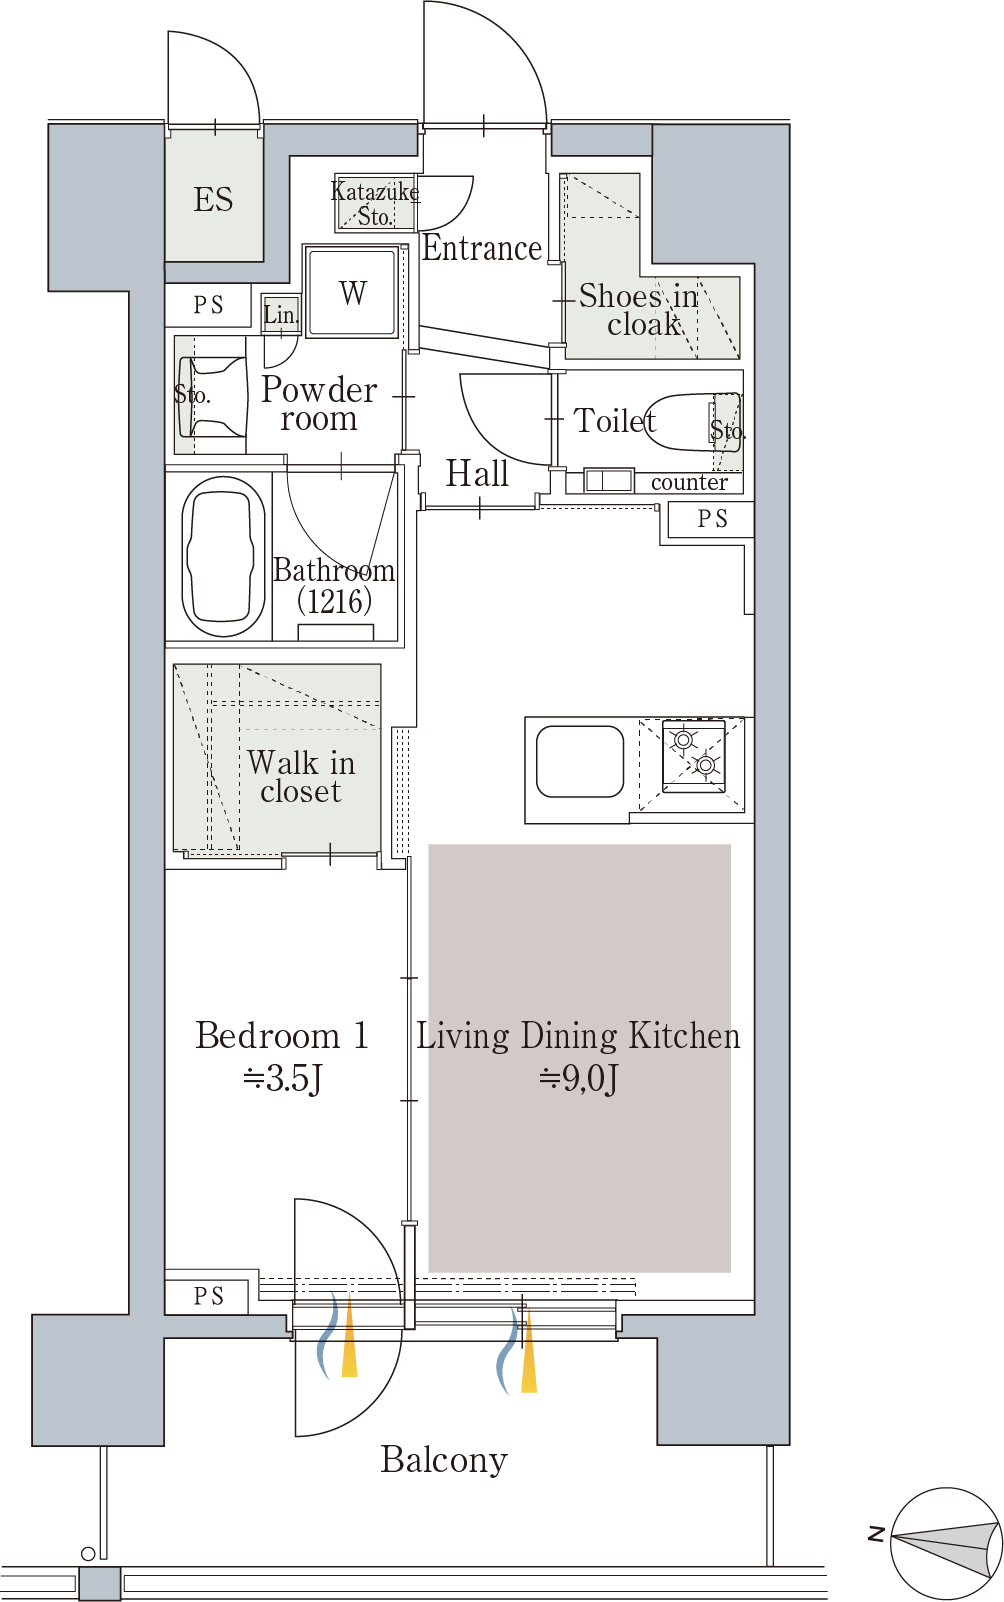 ES
Katazuke
Sto.
Entrance
W
PS
Lin.
Shoes in
cloak
Sto.
Powder
room
Toilet
Sto.
Hall
counter
PS
Bathroom
(1216)
Walk in
closet
Bedroom 1
≒3.5J
Living Dining Kitchen
≒9,0J
PS
Balcony
N